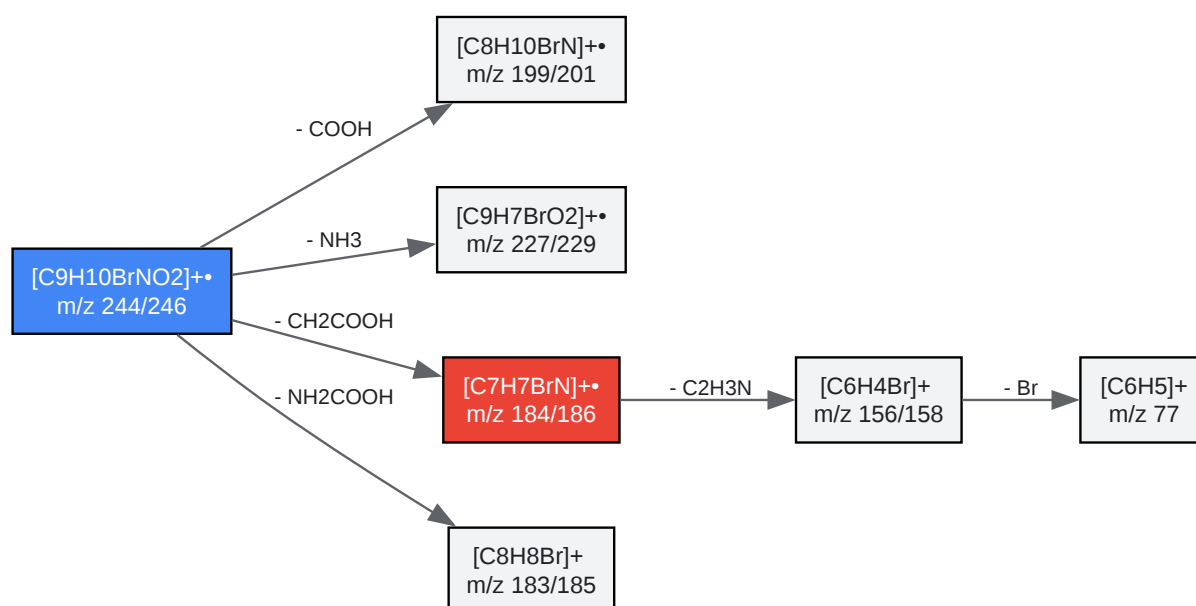 [C8H10BrN]+•
m/z 199/201
- COOH
[C9H7BrO2]+•
m/z 227/229
- NH3
[C9H10BrNO2]+•
m/z 244/246
- CH2COOH
[C7H7BrN]+•
m/z 184/186
- C2H3N
[C6H4Br]+
m/z 156/158
- Br
[C6H5]+
m/z 77
- NH2COOH
[C8H8Br]+
m/z 183/185